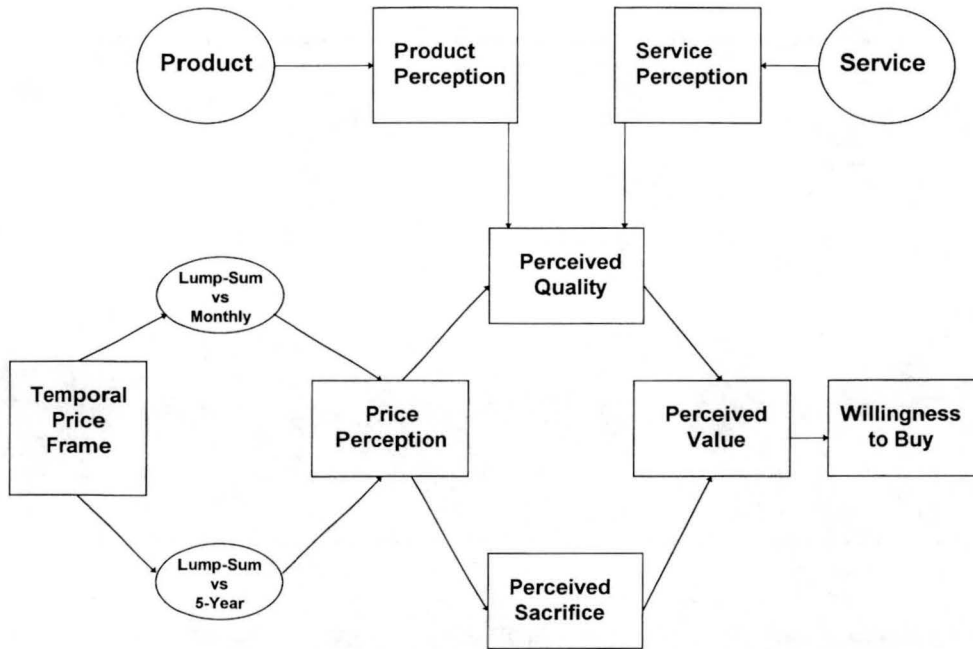 Product
Product
Perception
Service
Perception
Service
Perceived
Quality
Lump-Sum
vs
Monthly
Temporal
Price
Frame
Price
Perception
Perceived
Value
Willingness
to Buy
Lump-Sum
vs
5-Year
Perceived
Sacrifice